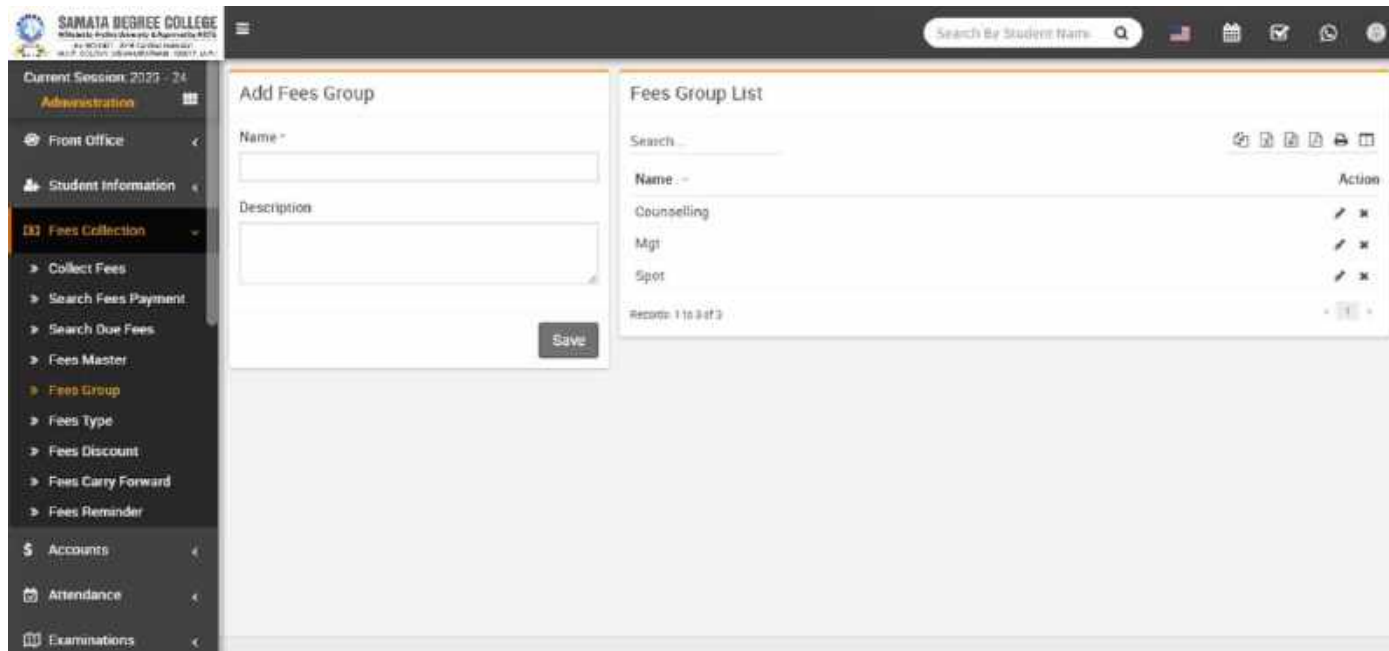 SAMATA DEGREE COLLEGE
Search By Student Name
Current Session: 2023 - 24
Administration
Front Office
Student Information
Fees Collection
Collect Fees
Search Fees Payment
Search Due Fees
Fees Master
Fees Group
Fees Type
Fees Discount
Fees Carry Forward
Fees Reminder
Accounts
Attendance
Examinations
Add Fees Group
Name *
Description
Save
Fees Group List
Search...
Name Action
Counselling
Mgt
Spot
Records: 1 to 3 of 3
1